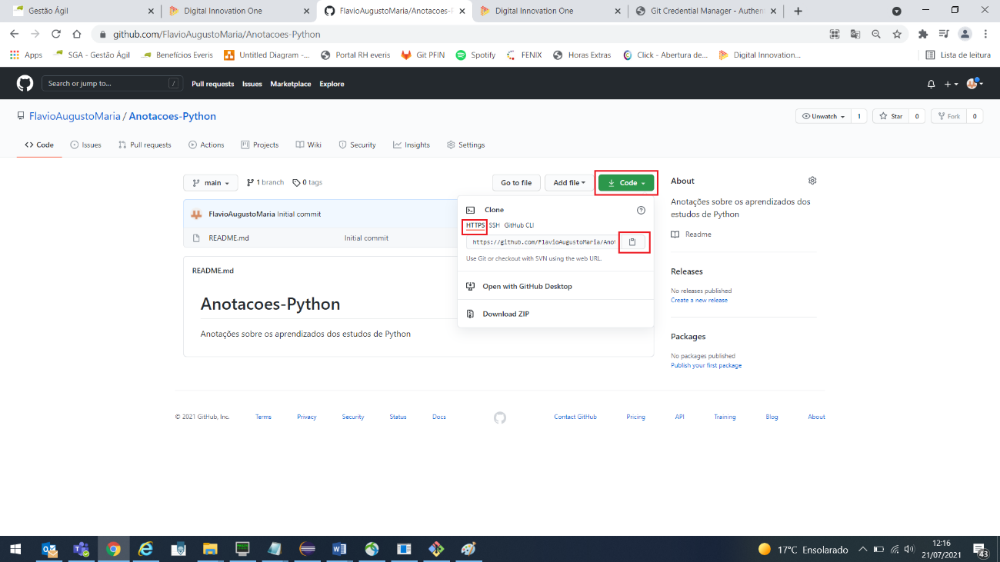 Gestão Ágil
Digital Innovation One
FlavioAugustoMaria/Anotacoes-P
Digital Innovation One
Git Credential Manager - Authen
github.com/FlavioAugustoMaria/Anotacoes-Python
Apps
SGA - Gestão Ágil
Benefícios Everis
Untitled Diagram -...
Portal RH everis
Git PFIN
Spotify
FENIX
Horas Extras
Click - Abertura de...
Digital Innovation...
Lista de leitura
Search or jump to...
/
Pull requests
Issues
Marketplace
Explore
FlavioAugustoMaria / Anotacoes-Python
Unwatch
1
Star
0
Fork
0
Code
Issues
Pull requests
Actions
Projects
Wiki
Security
Insights
Settings
main
1 branch
0 tags
Go to file
Add file
Code
About
Anotações sobre os aprendizados dos
estudos de Python
Readme
FlavioAugustoMaria Initial commit
README.md
Initial commit
Clone
HTTPS
SSH
GitHub CLI
https://github.com/FlavioAugustoMaria/Anot
Use Git or checkout with SVN using the web URL.
Open with GitHub Desktop
Download ZIP
README.md
Anotacoes-Python
Anotações sobre os aprendizados dos estudos de Python
Releases
No releases published
Create a new release
Packages
No packages published
Publish your first package
© 2021 GitHub, Inc.
Terms
Privacy
Security
Status
Docs
Contact GitHub
Pricing
API
Training
Blog
About
17°C Ensolarado
12:16
21/07/2021
43